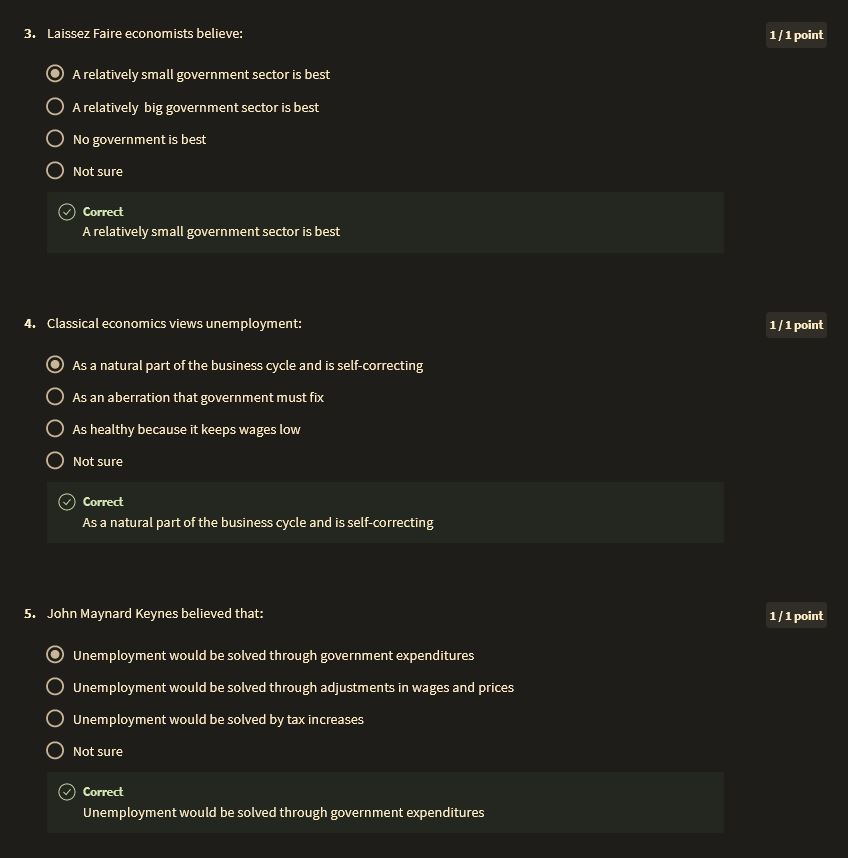 3. Laissez Faire economists believe:
1 / 1 point
A relatively small government sector is best
A relatively  big government sector is best
No government is best
Not sure
Correct
A relatively small government sector is best
4. Classical economics views unemployment:
1 / 1 point
As a natural part of the business cycle and is self-correcting
As an aberration that government must fix
As healthy because it keeps wages low
Not sure
Correct
As a natural part of the business cycle and is self-correcting
5. John Maynard Keynes believed that:
1 / 1 point
Unemployment would be solved through government expenditures
Unemployment would be solved through adjustments in wages and prices
Unemployment would be solved by tax increases
Not sure
Correct
Unemployment would be solved through government expenditures